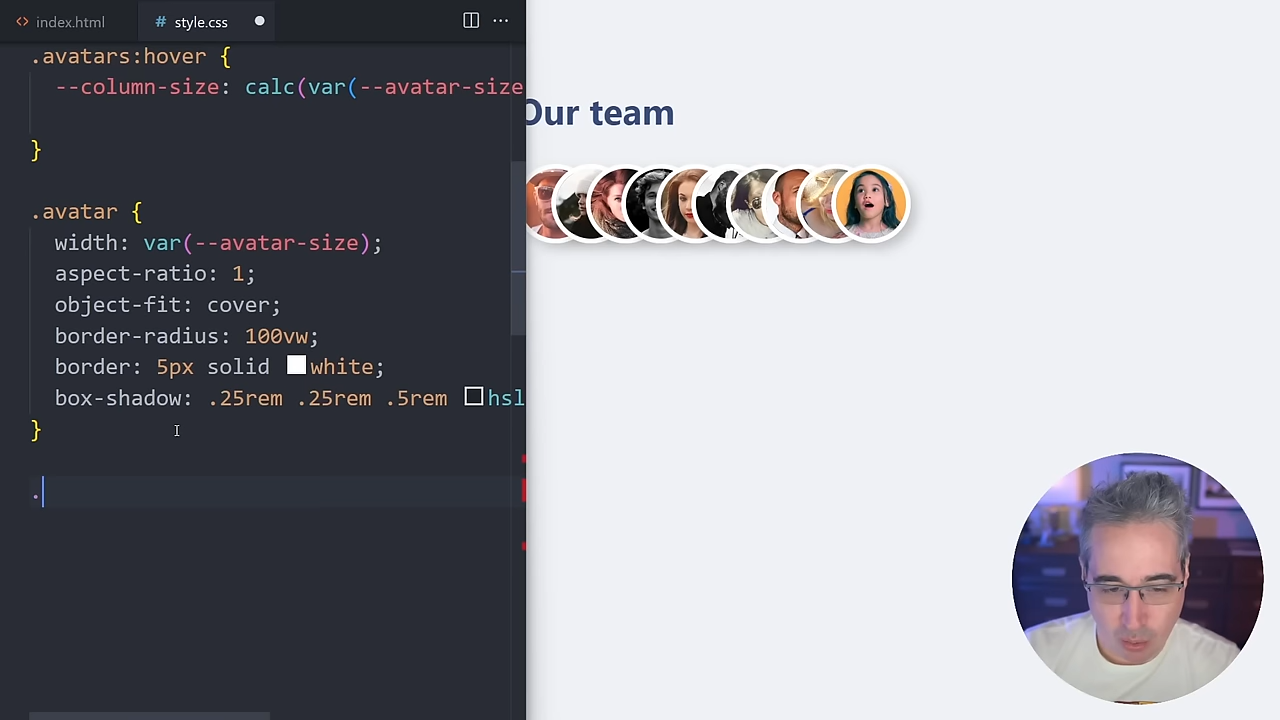 index.html
# style.css
.avatars:hover {
--column-size: calc(var(--avatar-size
}
.avatar {
width: var(--avatar-size);
aspect-ratio: 1;
object-fit: cover;
border-radius: 100vw;
border: 5px solid white;
box-shadow: .25rem .25rem .5rem hsl
}
.
Our team